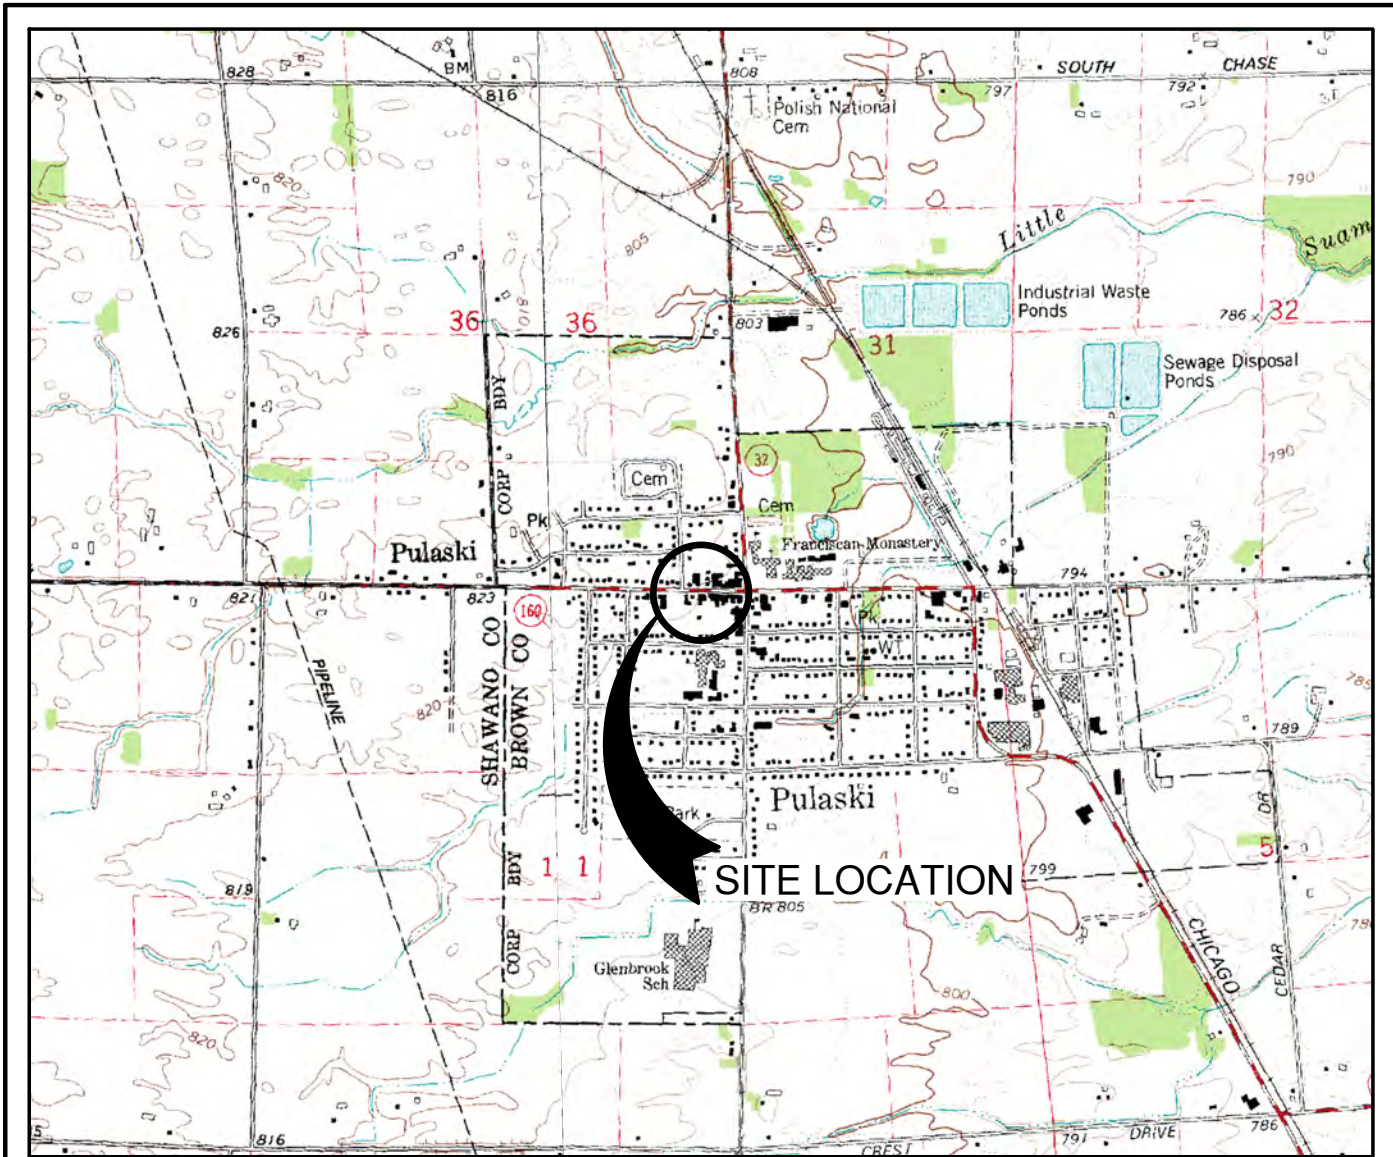 828
BM
816
808
Polish National
Cem
797
SOUTH
CHASE
792
820
805
790
Little
Suam
826
36
36
810
803
Industrial Waste
Ponds
786
32
31
Sewage Disposal
Ponds
BDY
CORP
32
790
Cem
Cem
Pk
Pulaski
Franciscan Monastery
821
823
160
794
Pk
WT
SHAWANO CO
BROWN CO
PIPELINE
820
789
Pulaski
Park
DR
819
BDY
1
1
SITE LOCATION
799
5
BR 805
CORP
Glenbrook
Sch
CHICAGO
CEDAR
800
820
816
CREST
DRIVE
791
786